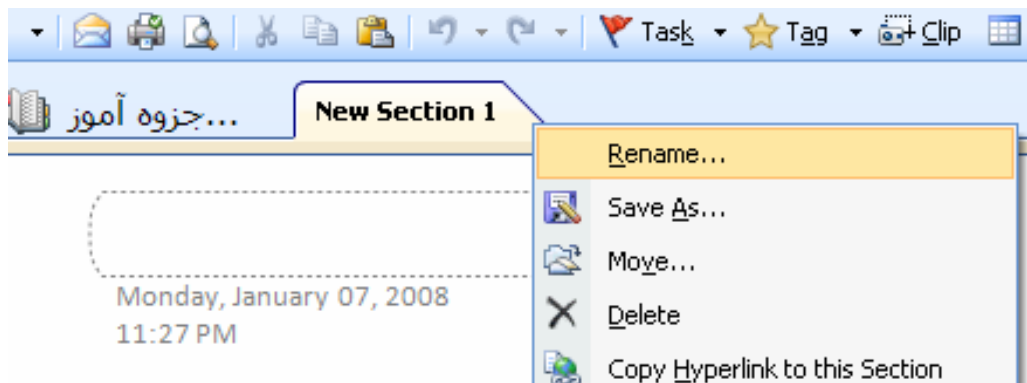 Task Tag Clip
جزوه آموز...
New Section 1
Rename...
Save As...
Move...
Monday, January 07, 2008
Delete
11:27 PM
Copy Hyperlink to this Section